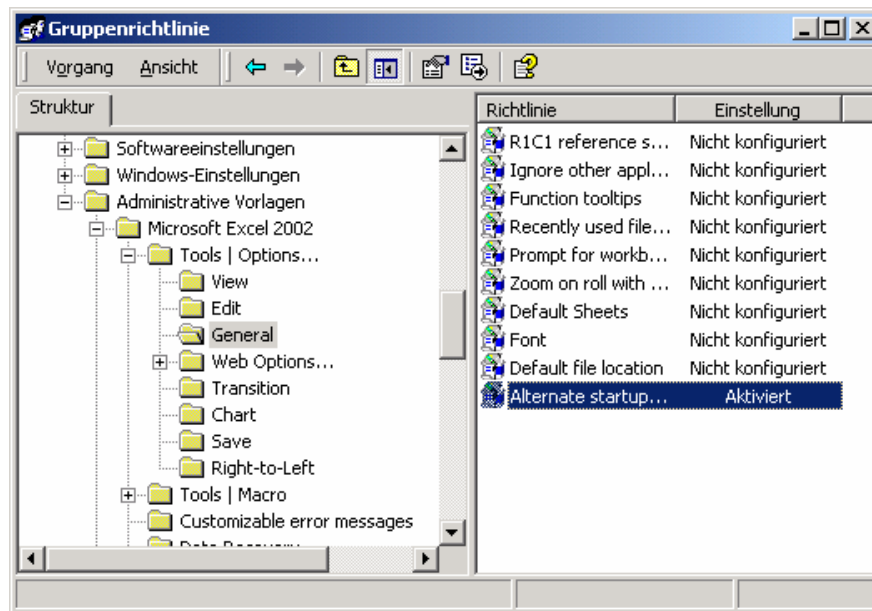 Gruppenrichtlinie
Vorgang Ansicht
Struktur
Softwareeinstellungen
Windows-Einstellungen
Administrative Vorlagen
Microsoft Excel 2002
Tools | Options...
View
Edit
General
Web Options...
Transition
Chart
Save
Right-to-Left
Tools | Macro
Customizable error messages
Data Recovery
Richtlinie Einstellung
R1C1 reference s... Nicht konfiguriert
Ignore other appl... Nicht konfiguriert
Function tooltips Nicht konfiguriert
Recently used file... Nicht konfiguriert
Prompt for workb... Nicht konfiguriert
Zoom on roll with ... Nicht konfiguriert
Default Sheets Nicht konfiguriert
Font Nicht konfiguriert
Default file location Nicht konfiguriert
Alternate startup... Aktiviert